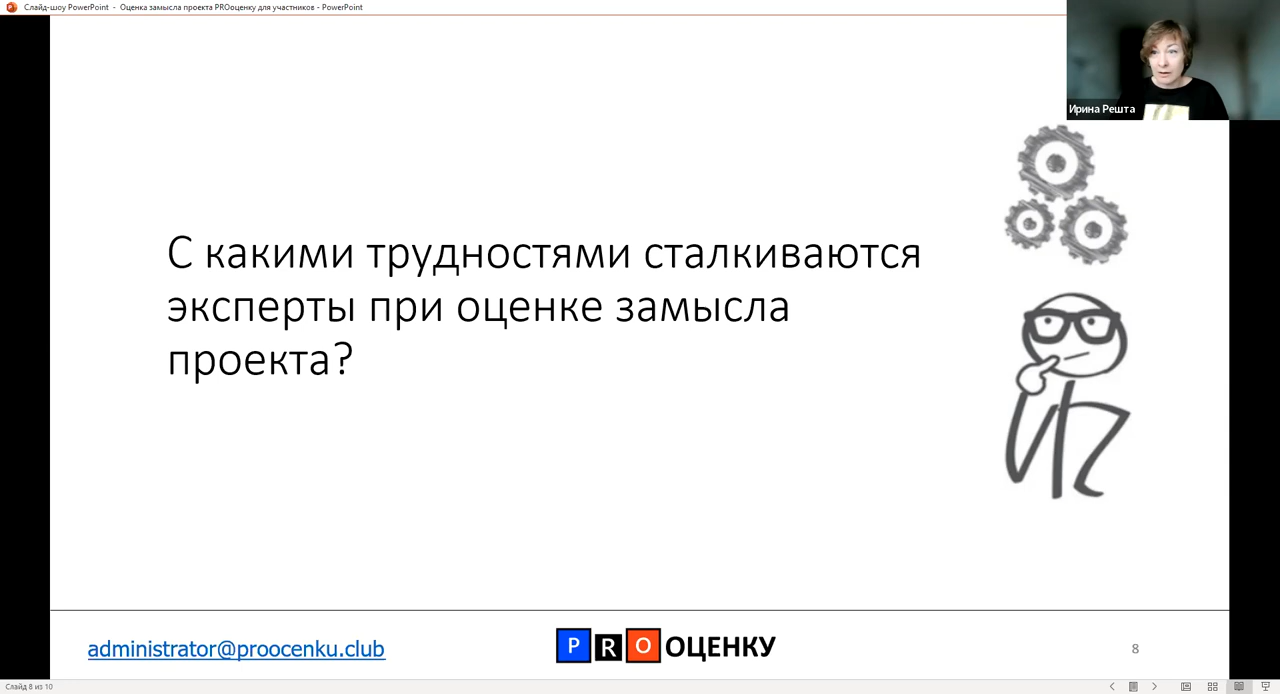 Слайд-шоу PowerPoint - Оценка замысла проекта PROоценку для участников - PowerPoint
Ирина Решта
С какими трудностями сталкиваются
эксперты при оценке замысла
проекта?
administrator@proocenku.club
PRO ОЦЕНКУ
8
Слайд 8 из 10